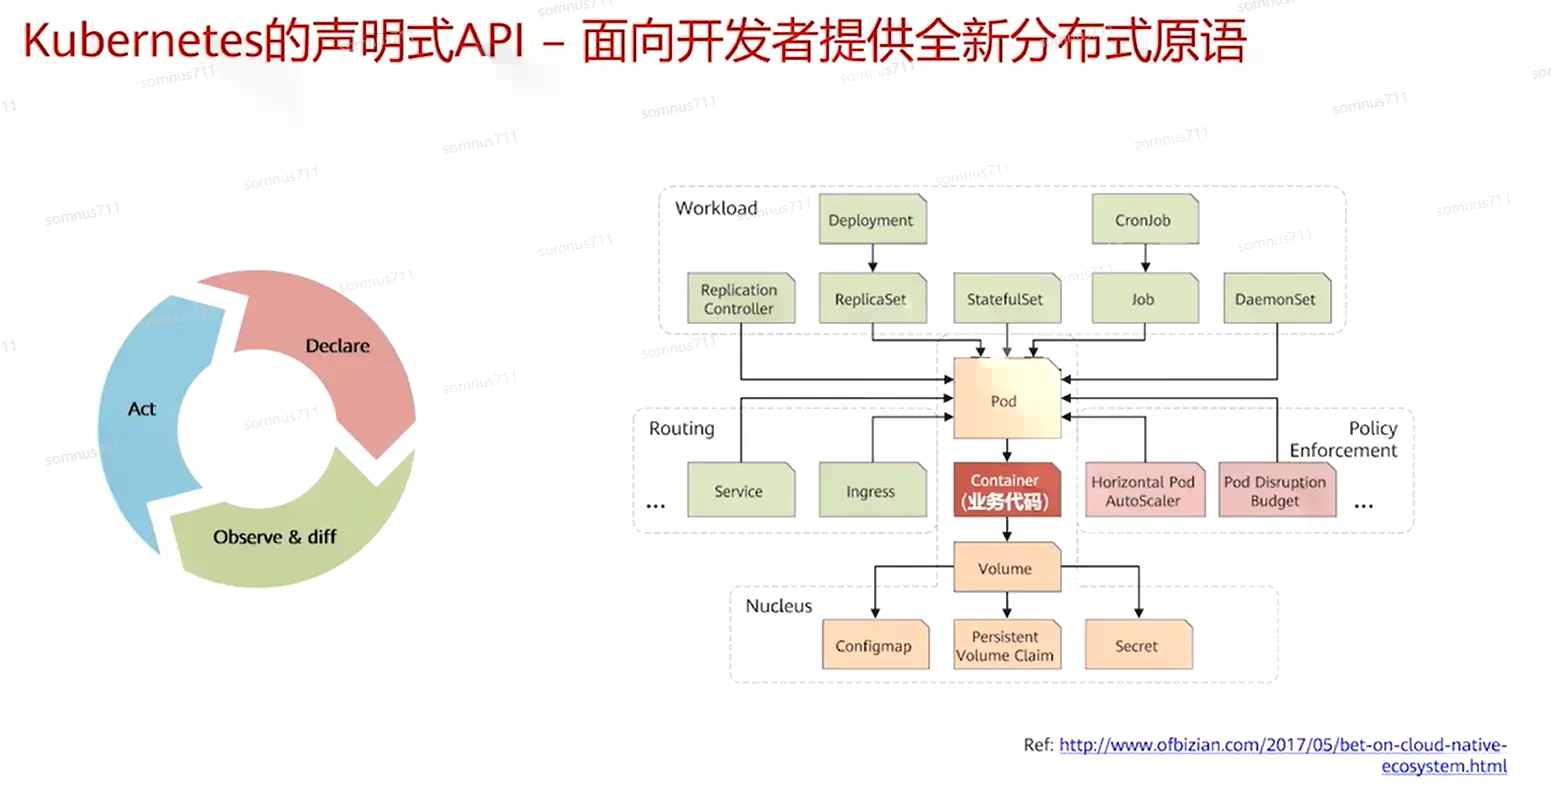 Kubernetes的声明式API – 面向开发者提供全新分布式原语
Declare
Act
Observe & diff
Workload
Deployment
CronJob
Replication
Controller
ReplicaSet
StatefulSet
Job
DaemonSet
Pod
Routing
Policy
Enforcement
...
Service
Ingress
Container
(业务代码)
Horizontal Pod
AutoScaler
Pod Disruption
Budget
...
Volume
Nucleus
Configmap
Persistent
Volume Claim
Secret
Ref: http://www.ofbizian.com/2017/05/bet-on-cloud-native-
ecosystem.html
somnus711